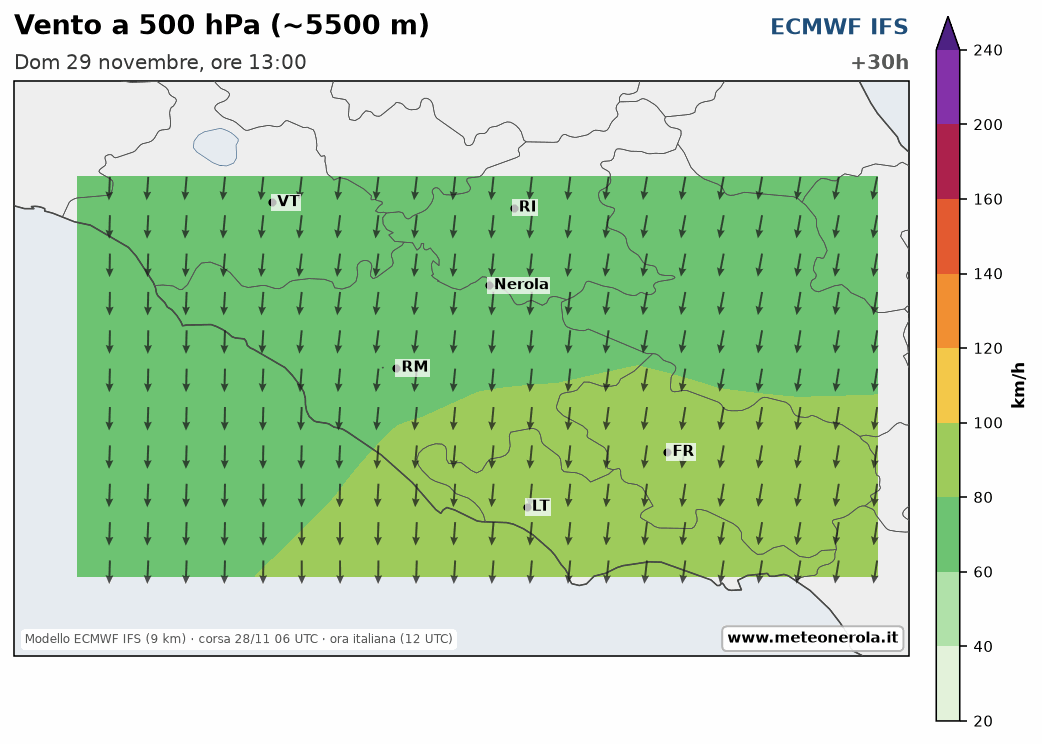 Vento a 500 hPa (~5500 m)
ECMWF IFS
Dom 29 novembre, ore 13:00
+30h
VT
RI
Nerola
RM
FR
LT
Modello ECMWF IFS (9 km) · corsa 28/11 06 UTC · ora italiana (12 UTC)
www.meteonerola.it
240
200
160
140
120
100
80
60
40
20
km/h